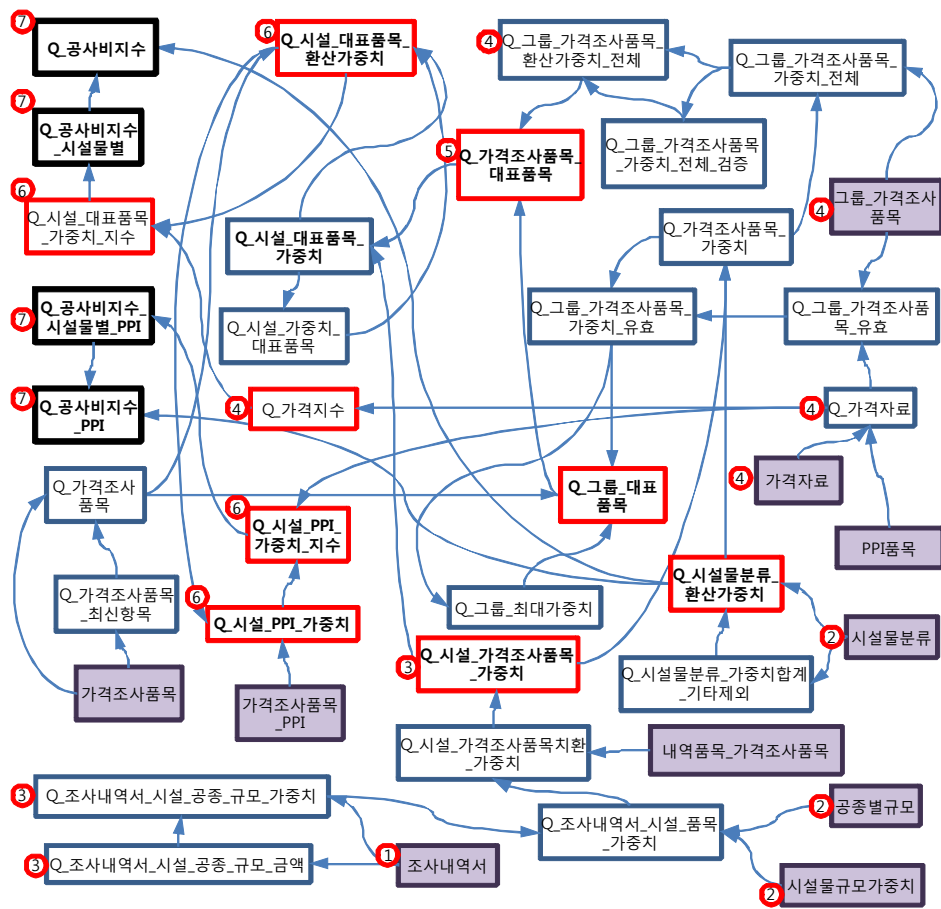 ⑦
Q_공사비지수
⑥
Q_시설_대표품목_
환산가중치
④
Q_그룹_가격조사품목_
환산가중치_전체
Q_그룹_가격조사품목_
가중치_전체
⑦
Q_공사비지수
_시설물별
⑤
Q_가격조사품목_
대표품목
Q_그룹_가격조사품목
_가중치_전체_검증
⑥
Q_시설_대표품목
_가중치_지수
④
그룹_가격조사
품목
Q_시설_대표품목_
가중치
Q_가격조사품목_
가중치
⑦
Q_공사비지수_
시설물별_PPI
Q_시설_가중치_
대표품목
Q_그룹_가격조사품목_
가중치_유효
Q_그룹_가격조사품
목_유효
⑦
Q_공사비지수
_PPI
④
Q_가격지수
④
Q_가격자료
④
가격자료
Q_가격조사
품목
Q_그룹_대표
품목
⑥
Q_시설_PPI_
가중치_지수
PPI품목
Q_가격조사품목
_최신항목
⑥
Q_시설_PPI_가중치
Q_그룹_최대가중치
Q_시설물분류_
환산가중치
②
시설물분류
가격조사품목
가격조사품목
_PPI
③
Q_시설_가격조사품목
_가중치
Q_시설물분류_가중치합계
_기타제외
Q_시설_가격조사품목치환
_가중치
내역품목_가격조사품목
③
Q_조사내역서_시설_공종_규모_가중치
Q_조사내역서_시설_품목
_가중치
②
공종별규모
③
Q_조사내역서_시설_공종_규모_금액
①
조사내역서
②
시설물규모가중치